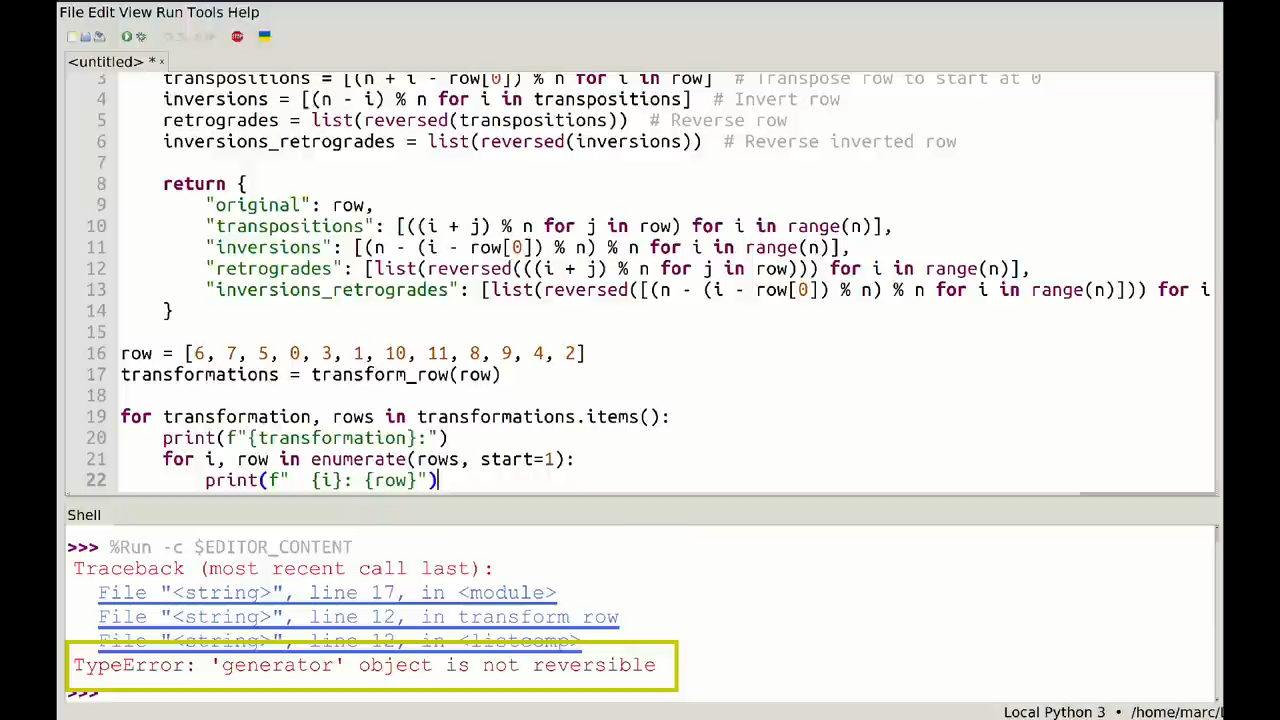 File Edit View Run Tools Help
<untitled> * ×
3 transpositions = [(n + i - row[0]) % n for i in row] # Transpose row to start at 0
4 inversions = [(n - i) % n for i in transpositions] # Invert row
5 retrogrades = list(reversed(transpositions)) # Reverse row
6 inversions_retrogrades = list(reversed(inversions)) # Reverse inverted row
7
8 return {
9 "original": row,
10 "transpositions": [((i + j) % n for j in row) for i in range(n)],
11 "inversions": [(n - (i - row[0]) % n) % n for i in range(n)],
12 "retrogrades": [list(reversed(((i + j) % n for j in row))) for i in range(n)],
13 "inversions_retrogrades": [list(reversed([(n - (i - row[0]) % n) % n for i in range(n)])) for i
14 }
15
16 row = [6, 7, 5, 0, 3, 1, 10, 11, 8, 9, 4, 2]
17 transformations = transform_row(row)
18
19 for transformation, rows in transformations.items():
20 print(f"{transformation}:")
21 for i, row in enumerate(rows, start=1):
22 print(f"  {i}: {row}")
Shell
>>> %Run -c $EDITOR_CONTENT
Traceback (most recent call last):
File "<string>", line 17, in <module>
File "<string>", line 12, in transform_row
File "<string>", line 12, in <listcomp>
TypeError: 'generator' object is not reversible
>>>
Local Python 3 • /home/marc/